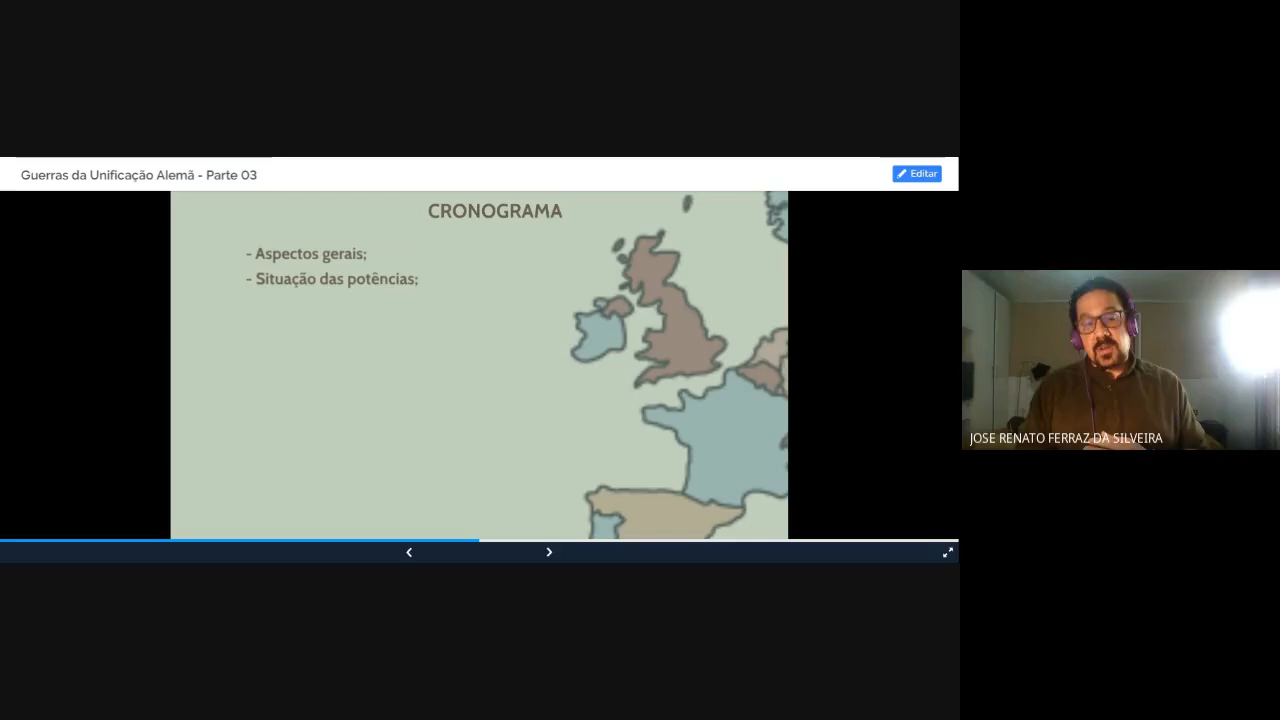 Guerras da Unificação Alemã - Parte 03
Editar
CRONOGRAMA
- Aspectos gerais;
- Situação das potências;
JOSE RENATO FERRAZ DA SILVEIRA